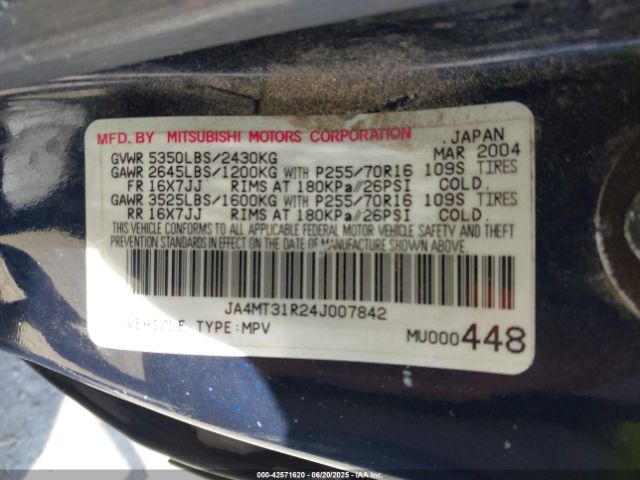 MFD. BY MITSUBISHI MOTORS CORPORATION . JAPAN
GVWR 5350LBS/2430KG MAR 2004
GAWR 2645LBS/1200KG WITH P255/70R16 109S TIRES
FR 16X7JJ RIMS AT 180KPa//26PSI COLD.
GAWR 3525LBS/1600KG WITH P255/70R16 109S TIRES
RR 16X7JJ RIMS AT 180KPa//26PSI COLD.
THIS VEHICLE CONFORMS TO ALL APPLICABLE FEDERAL MOTOR VEHICLE SAFETY AND THEFT
PREVENTION STANDARDS IN EFFECT ON THE DATE OF MANUFACTURE SHOWN ABOVE
JA4MT31R24J007842
VEHICLE TYPE:MPV MU000448
000-42571620 - 06/20/2025 - IAAI.COM